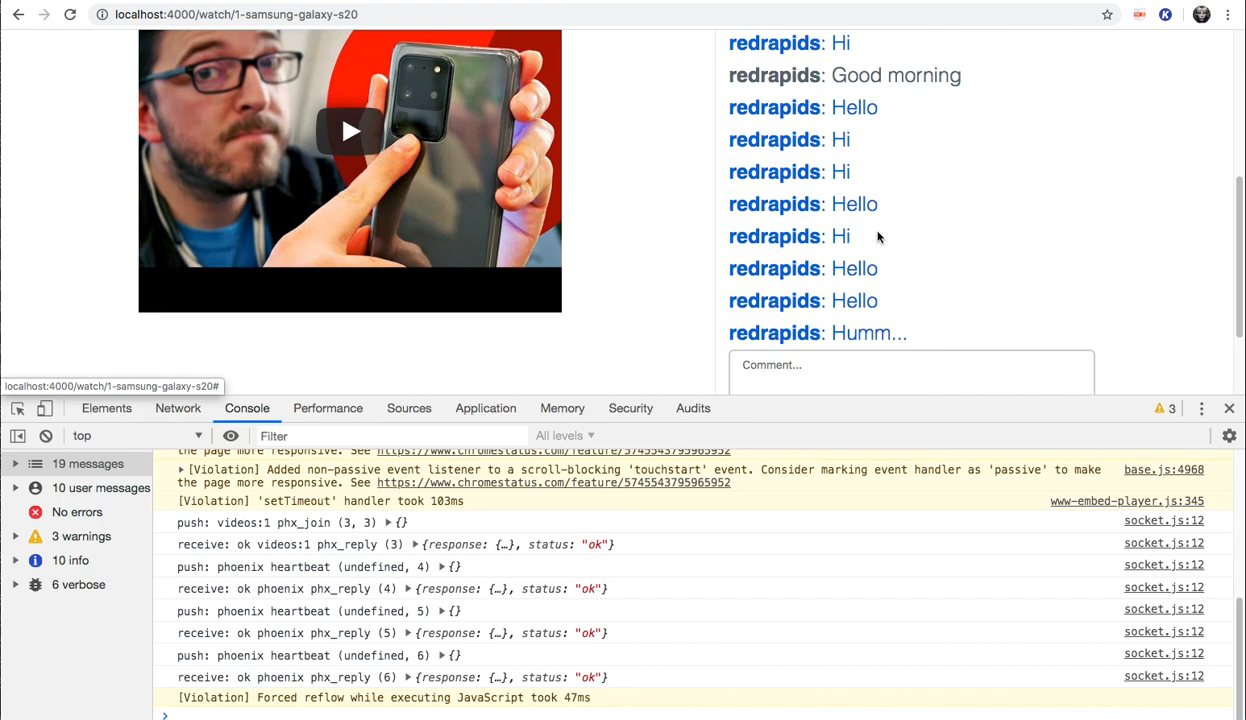 localhost:4000/watch/1-samsung-galaxy-s20
redrapids: Hi
redrapids: Good morning
redrapids: Hello
redrapids: Hi
redrapids: Hi
redrapids: Hello
redrapids: Hi
redrapids: Hello
redrapids: Hello
redrapids: Humm...
Comment...
localhost:4000/watch/1-samsung-galaxy-s20#
Elements Network Console Performance Sources Application Memory Security Audits 3
top Filter All levels
19 messages
10 user messages
No errors
3 warnings
10 info
6 verbose
the page more responsive. See https://www.chromestatus.com/feature/5745543795965952
[Violation] Added non-passive event listener to a scroll-blocking 'touchstart' event. Consider marking event handler as 'passive' to make base.js:4968
the page more responsive. See https://www.chromestatus.com/feature/5745543795965952
[Violation] 'setTimeout' handler took 103ms www-embed-player.js:345
push: videos:1 phx_join (3, 3) {} socket.js:12
receive: ok videos:1 phx_reply (3) {response: {…}, status: "ok"} socket.js:12
push: phoenix heartbeat (undefined, 4) {} socket.js:12
receive: ok phoenix phx_reply (4) {response: {…}, status: "ok"} socket.js:12
push: phoenix heartbeat (undefined, 5) {} socket.js:12
receive: ok phoenix phx_reply (5) {response: {…}, status: "ok"} socket.js:12
push: phoenix heartbeat (undefined, 6) {} socket.js:12
receive: ok phoenix phx_reply (6) {response: {…}, status: "ok"} socket.js:12
[Violation] Forced reflow while executing JavaScript took 47ms